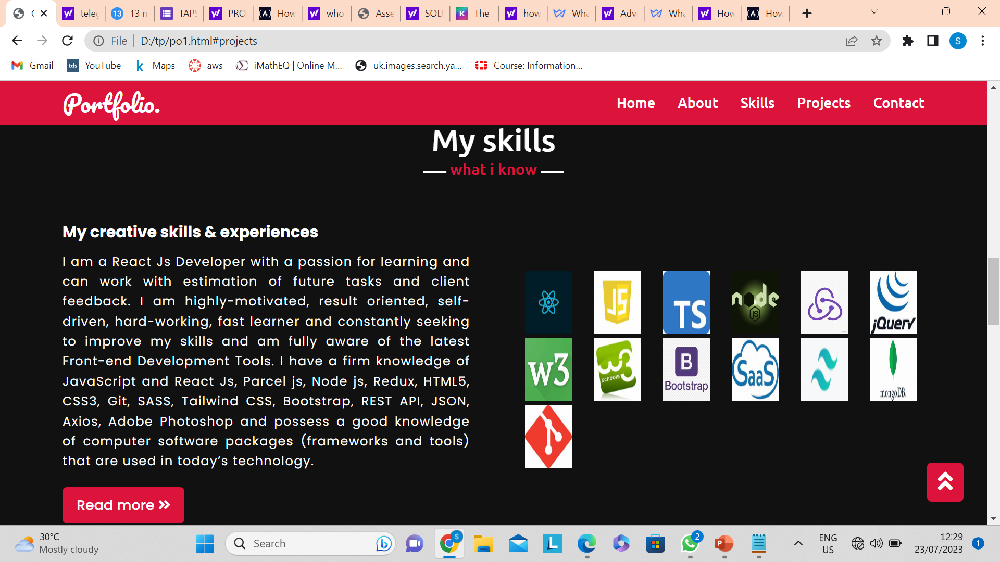 teleg
13 n
TAPS
PRO
How
who
Asse
SOL
The
how
Wha
Adv
Wha
How
How
File
D:/tp/po1.html#projects
S
Gmail
tds YouTube
k Maps
aws
iMathEQ | Online M...
uk.images.search.ya...
Course: Information...
Portfolio.
Home
About
Skills
Projects
Contact
My skills
what i know
My creative skills & experiences
I am a React Js Developer with a passion for learning and
can work with estimation of future tasks and client
feedback. I am highly-motivated, result oriented, self-
driven, hard-working, fast learner and constantly seeking
to improve my skills and am fully aware of the latest
Front-end Development Tools. I have a firm knowledge of
JavaScript and React Js, Parcel js, Node js, Redux, HTML5,
CSS3, Git, SASS, Tailwind CSS, Bootstrap, REST API, JSON,
Axios, Adobe Photoshop and possess a good knowledge
of computer software packages (frameworks and tools)
that are used in today’s technology.
Read more
JS
TS
node
JS
jQuery
w3
w3
schools
B
Bootstrap
SaaS
mongoDB
30°C
Mostly cloudy
Search
S
L
2
P
ENG
US
12:29
23/07/2023
1